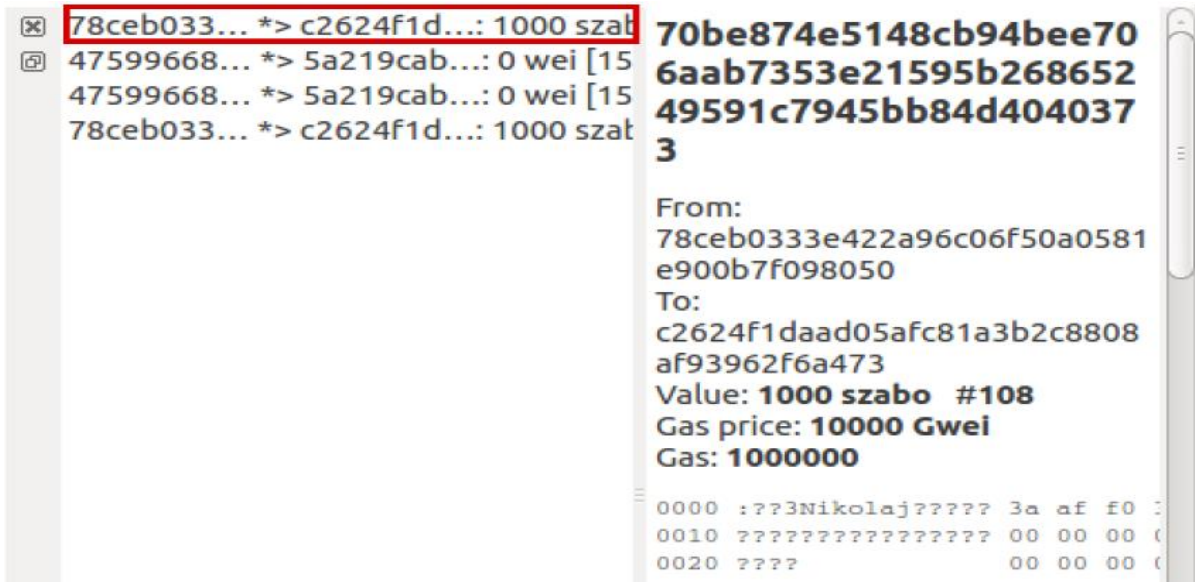 78ceb033... *> c2624f1d...: 1000 szab
47599668... *> 5a219cab...: 0 wei [15
47599668... *> 5a219cab...: 0 wei [15
78ceb033... *> c2624f1d...: 1000 szab
70be874e5148cb94bee70
6aab7353e21595b268652
49591c7945bb84d404037
3
From:
78ceb0333e422a96c06f50a0581
e900b7f098050
To:
c2624f1daad05afc81a3b2c8808
af93962f6a473
Value: 1000 szabo #108
Gas price: 10000 Gwei
Gas: 1000000
0000 :??3Nikolaj????? 3a af f0
0010 ???????????????? 00 00 00
0020 ???? 00 00 00